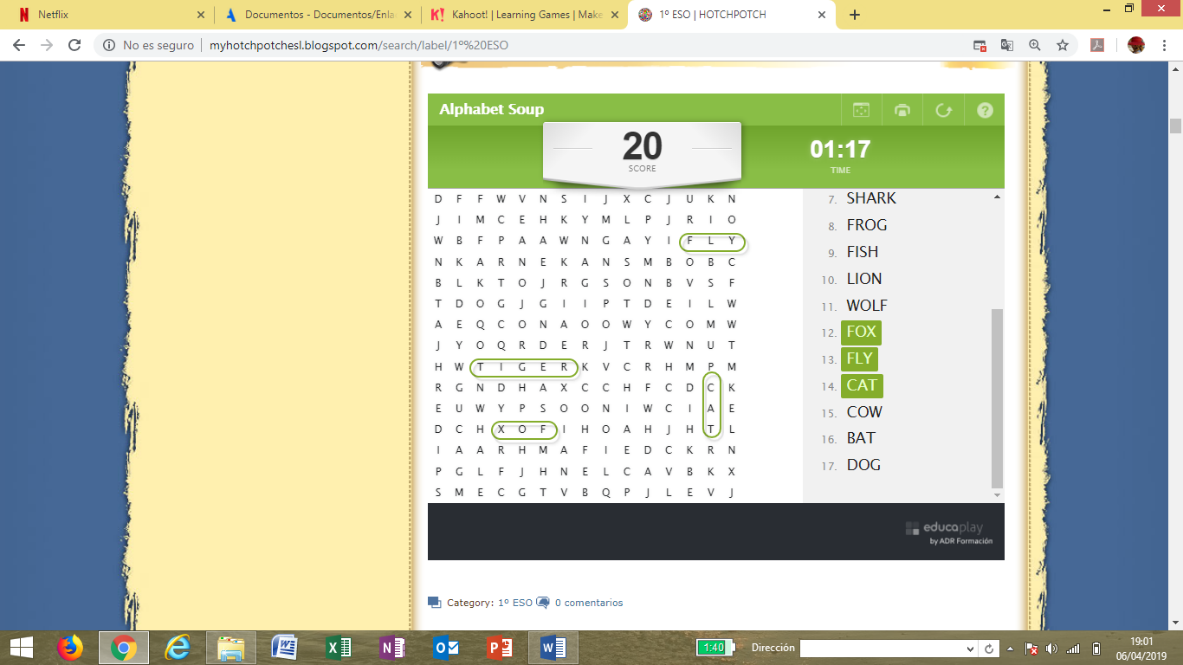 Netflix
Documentos - Documentos/Enla
Kahoot! | Learning Games | Make
1º ESO | HOTCHPOTCH
No es seguro | myhotchpotchesl.blogspot.com/search/label/1º%20ESO
Alphabet Soup
20
SCORE
01:17
TIME
D F F W V N S I J X C J U K N
J I M C E H K Y M L P J R I O
W B F P A A W N G A Y I F L Y
N K A R N E K A N S M B O B C
B L K T O J R G S O N B V S F
T D O G J G I I P T D E I L W
A E Q C O N A O O W Y C O M W
J Y O Q R D E R J T R W N U T
H W T I G E R K V C R H M P M
R G N D H A X C C H F C D C K
E U W Y P S O O N I W C I A E
D C H X O F I H O A H J H T L
I A A R H M A F I E D C K R N
P G L F J H N E L C A V B K X
S M E C G T V B Q P J L E V J
7. SHARK
8. FROG
9. FISH
10. LION
11. WOLF
12. FOX
13. FLY
14. CAT
15. COW
16. BAT
17. DOG
educaplay
by ADR Formación
Category: 1º ESO 0 comentarios
1:40
Dirección
19:01
06/04/2019